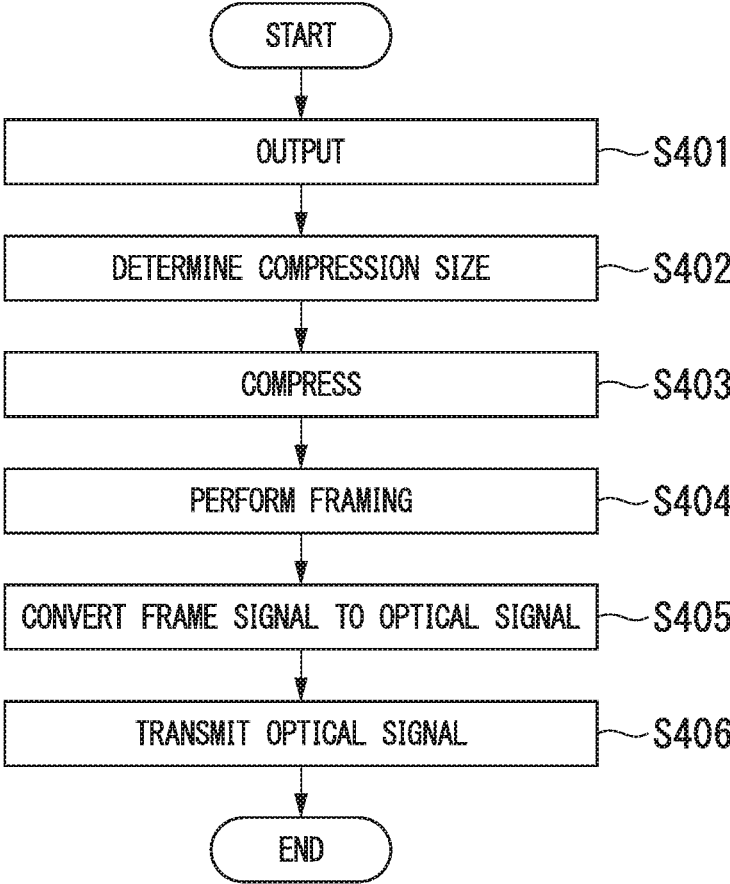 START
OUTPUT S401
DETERMINE COMPRESSION SIZE S402
COMPRESS S403
PERFORM FRAMING S404
CONVERT FRAME SIGNAL TO OPTICAL SIGNAL S405
TRANSMIT OPTICAL SIGNAL S406
END